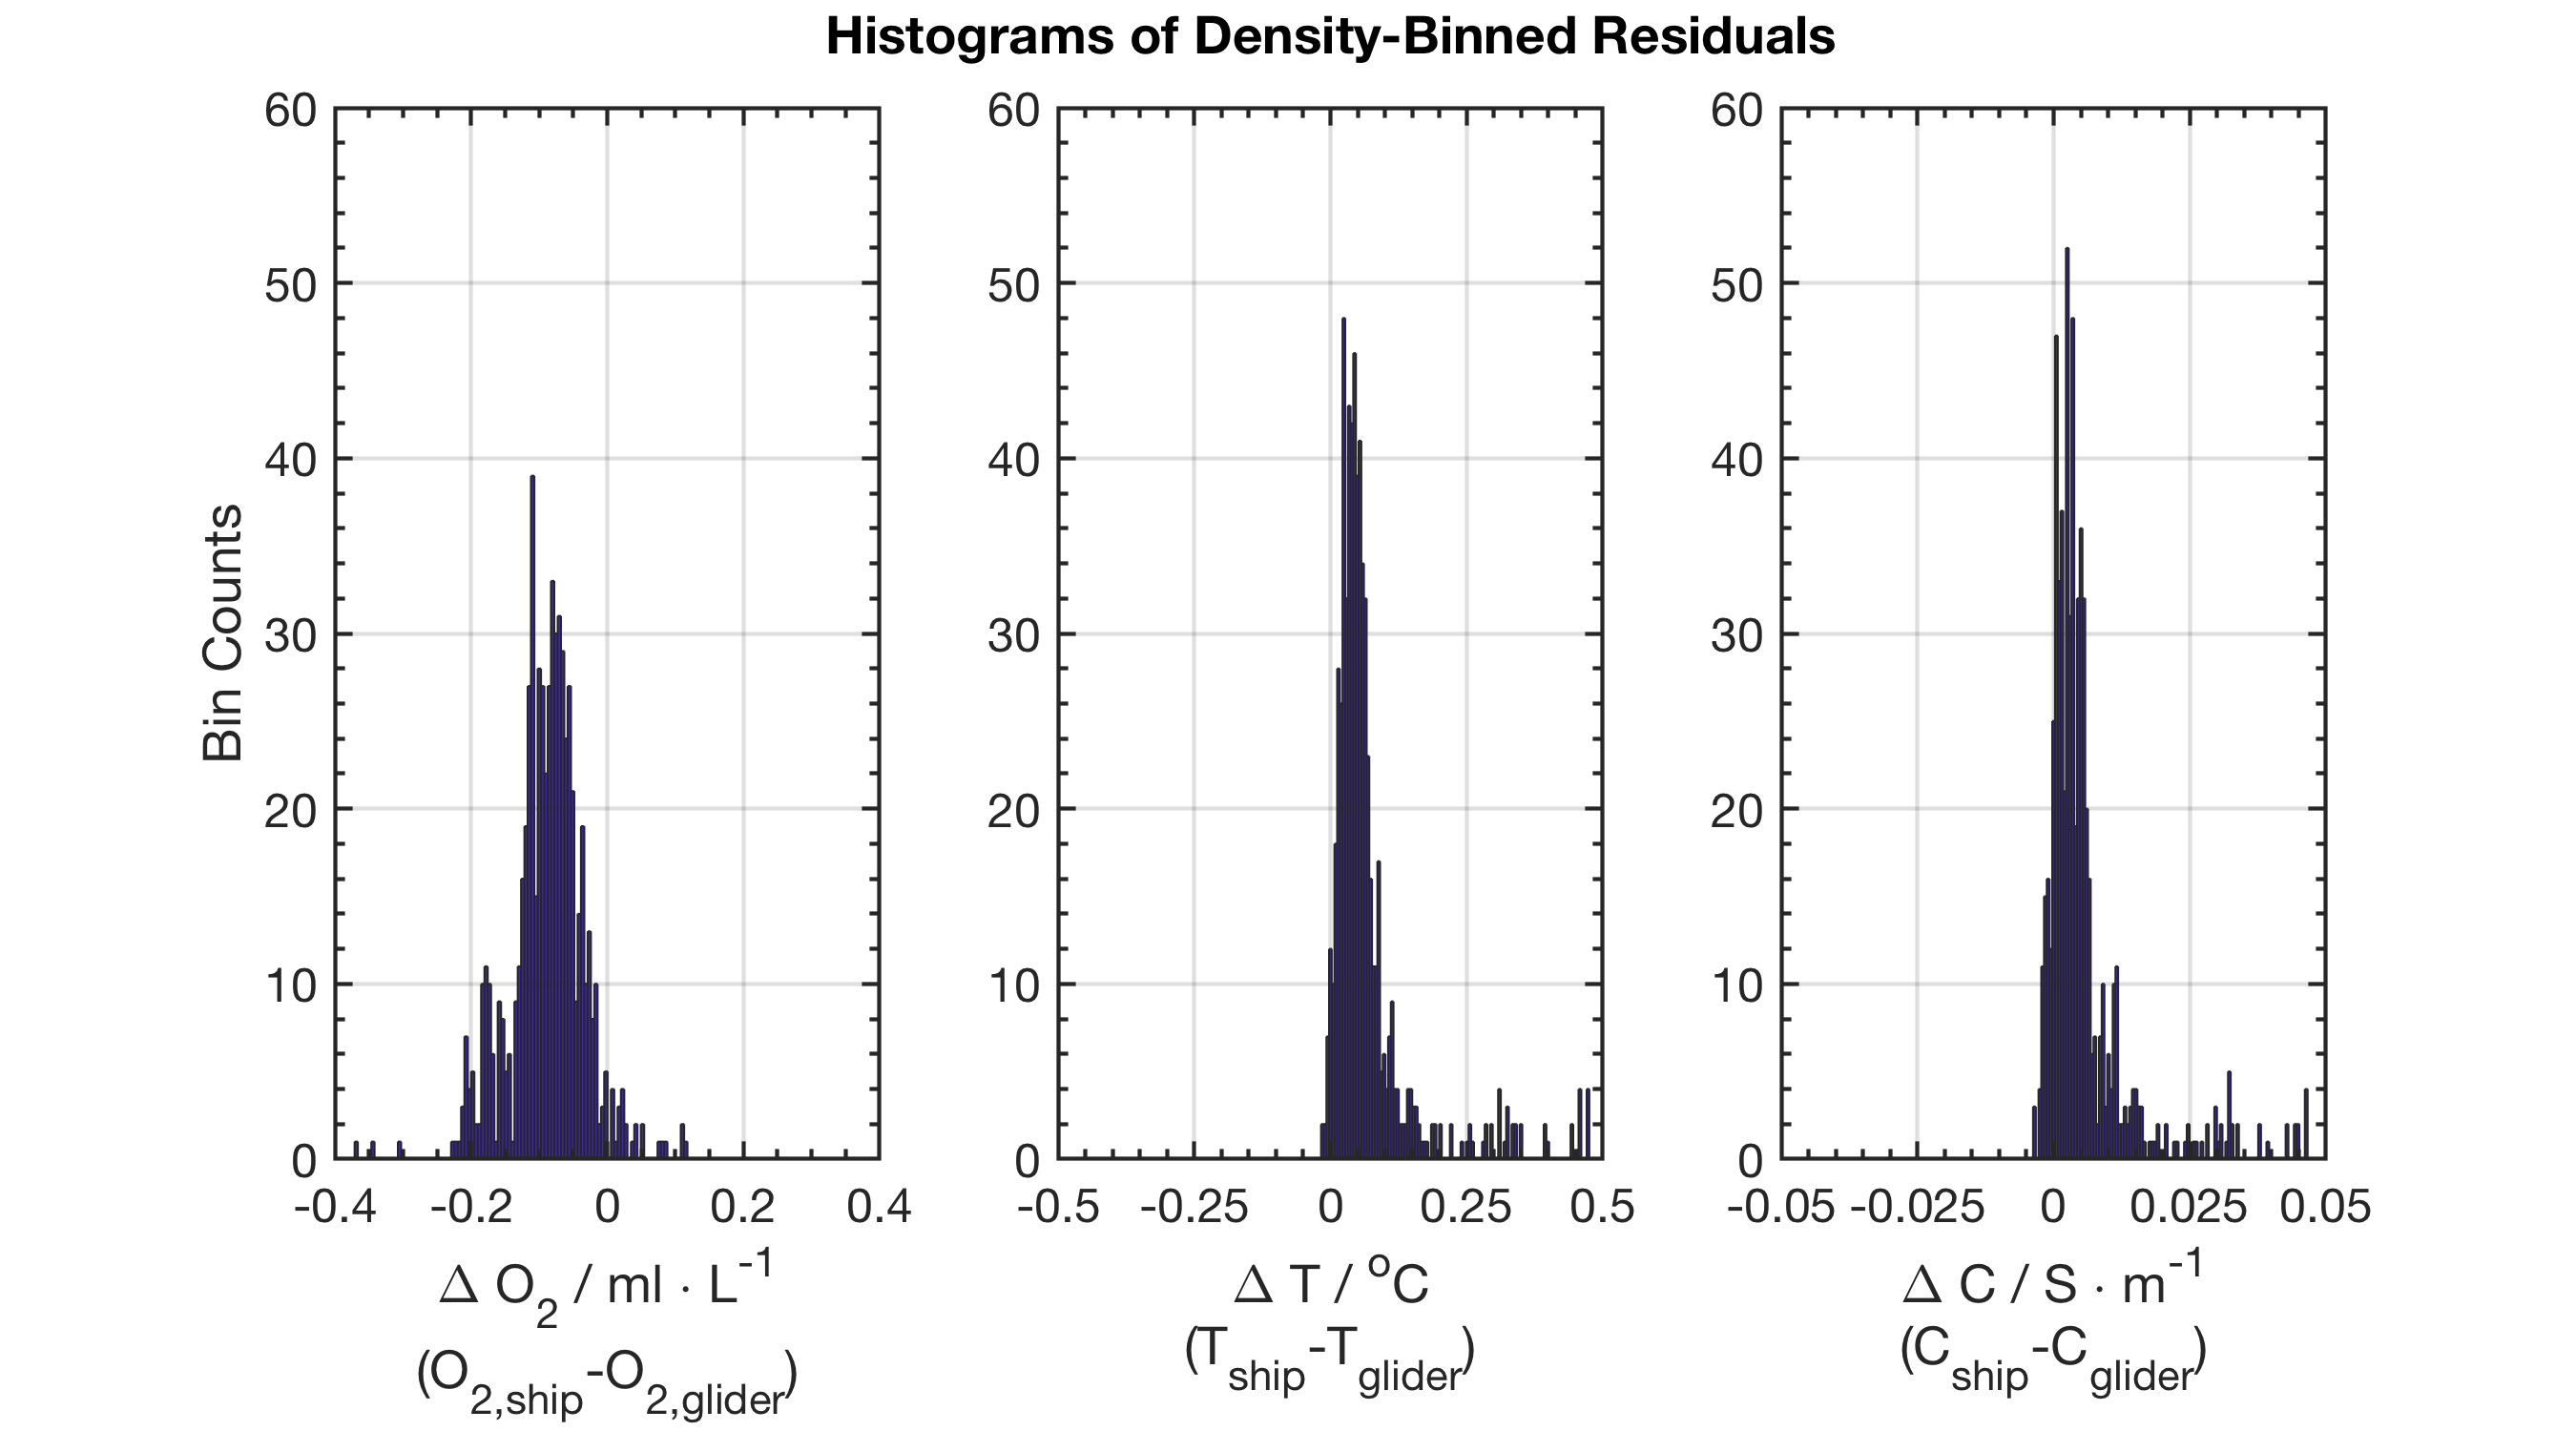 Histograms of Density-Binned Residuals
Bin Counts
60
50
40
30
20
10
0
-0.4 -0.2 0 0.2 0.4
Δ O2 / ml · L-1
(O2,ship-O2,glider)
60
50
40
30
20
10
0
-0.5 -0.25 0 0.25 0.5
Δ T / oC
(Tship-Tglider)
60
50
40
30
20
10
0
-0.05 -0.025 0 0.025 0.05
Δ C / S · m-1
(Cship-Cglider)